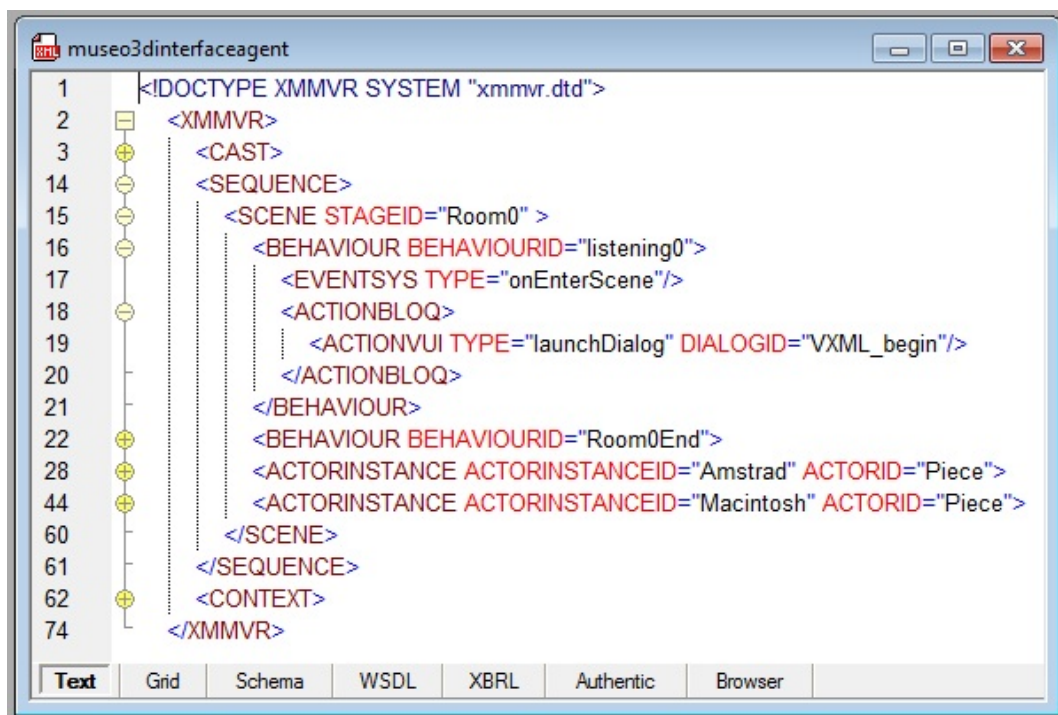 museo3dinterfaceagent
1 <!DOCTYPE XMMVR SYSTEM "xmmvr.dtd">
2 <XMMVR>
3 <CAST>
14 <SEQUENCE>
15 <SCENE STAGEID="Room0" >
16 <BEHAVIOUR BEHAVIOURID="listening0">
17 <EVENTSYS TYPE="onEnterScene"/>
18 <ACTIONBLOQ>
19 <ACTIONVUI TYPE="launchDialog" DIALOGID="VXML_begin"/>
20 </ACTIONBLOQ>
21 </BEHAVIOUR>
22 <BEHAVIOUR BEHAVIOURID="Room0End">
28 <ACTORINSTANCE ACTORINSTANCEID="Amstrad" ACTORID="Piece">
44 <ACTORINSTANCE ACTORINSTANCEID="Macintosh" ACTORID="Piece">
60 </SCENE>
61 </SEQUENCE>
62 <CONTEXT>
74 </XMMVR>
Text Grid Schema WSDL XBRL Authentic Browser